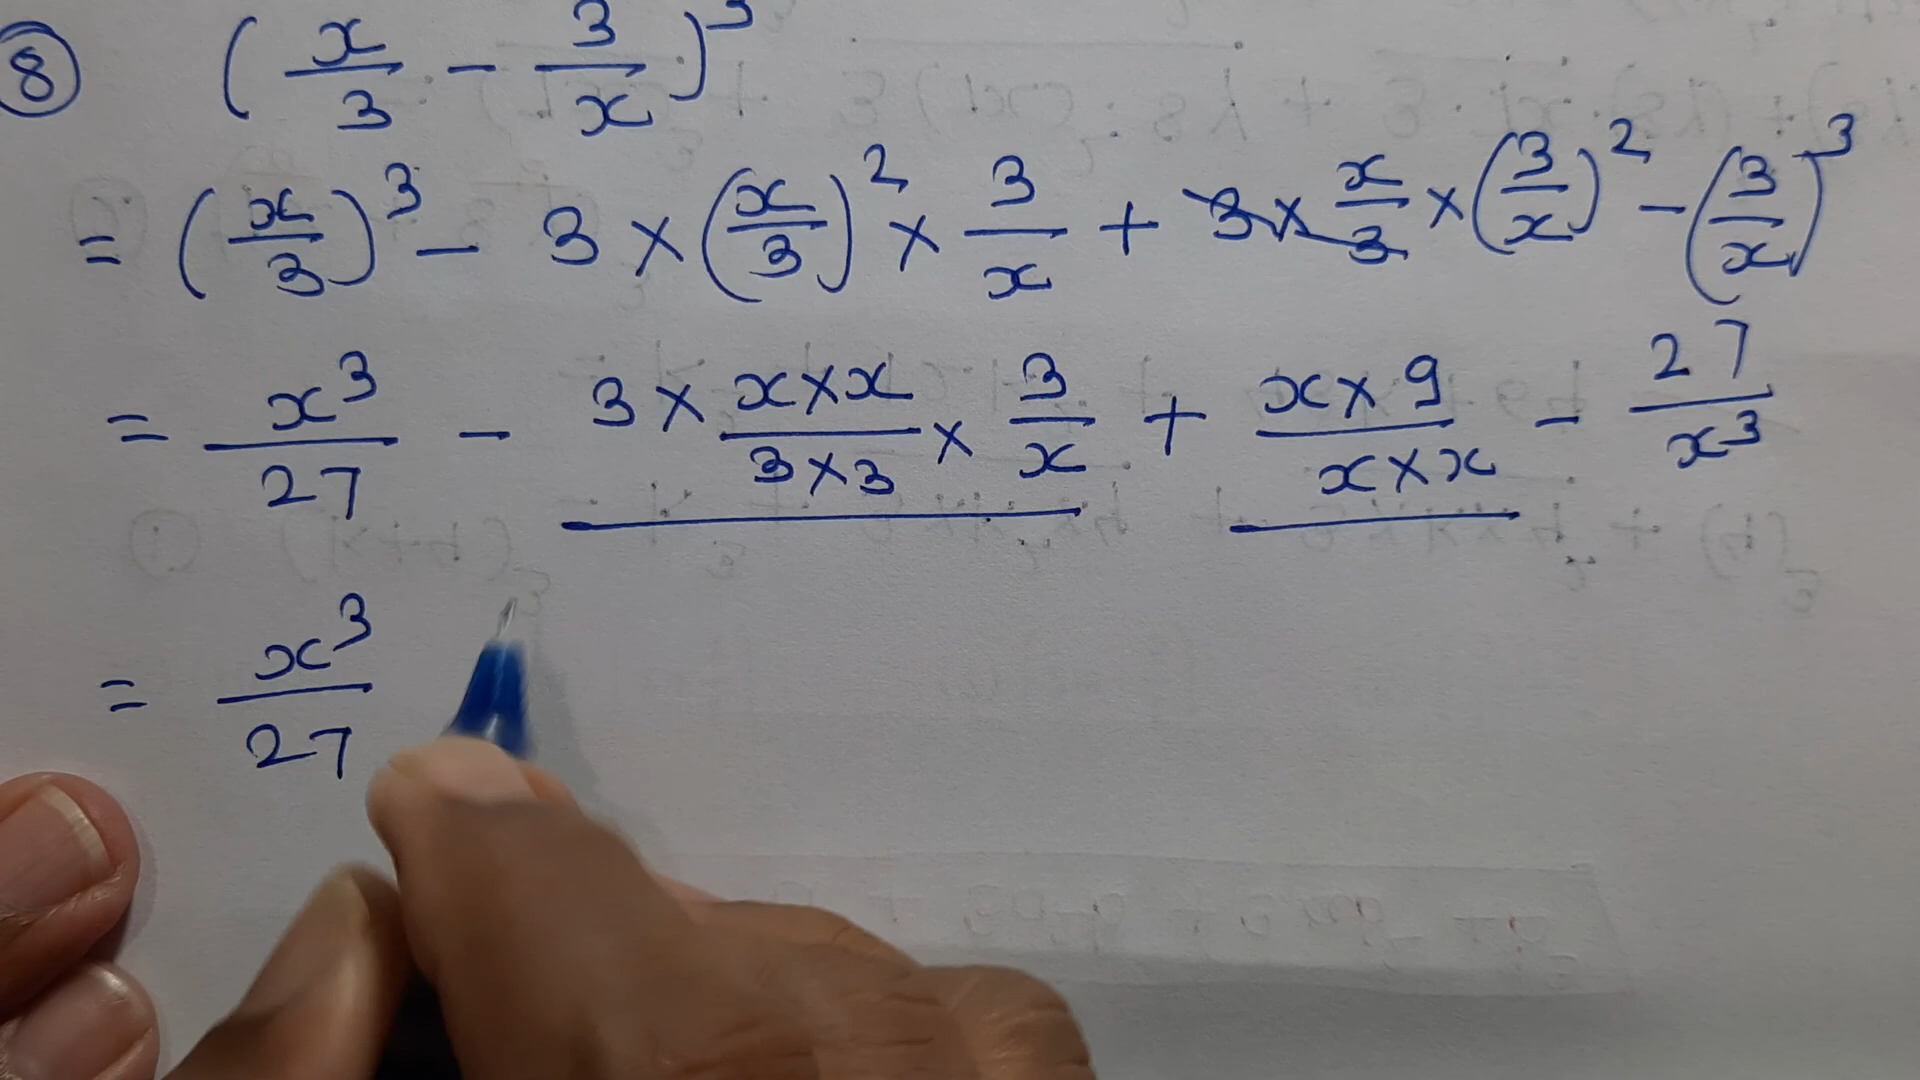 ⑧ (x/3 - 3/x)³
= (x/3)³ - 3 × (x/3)² × 3/x + 3 × x/3 × (3/x)² - (3/x)³
= x³/27 - 3 × x×x/3×3 × 3/x + x×9/x×x - 27/x³
= x³/27